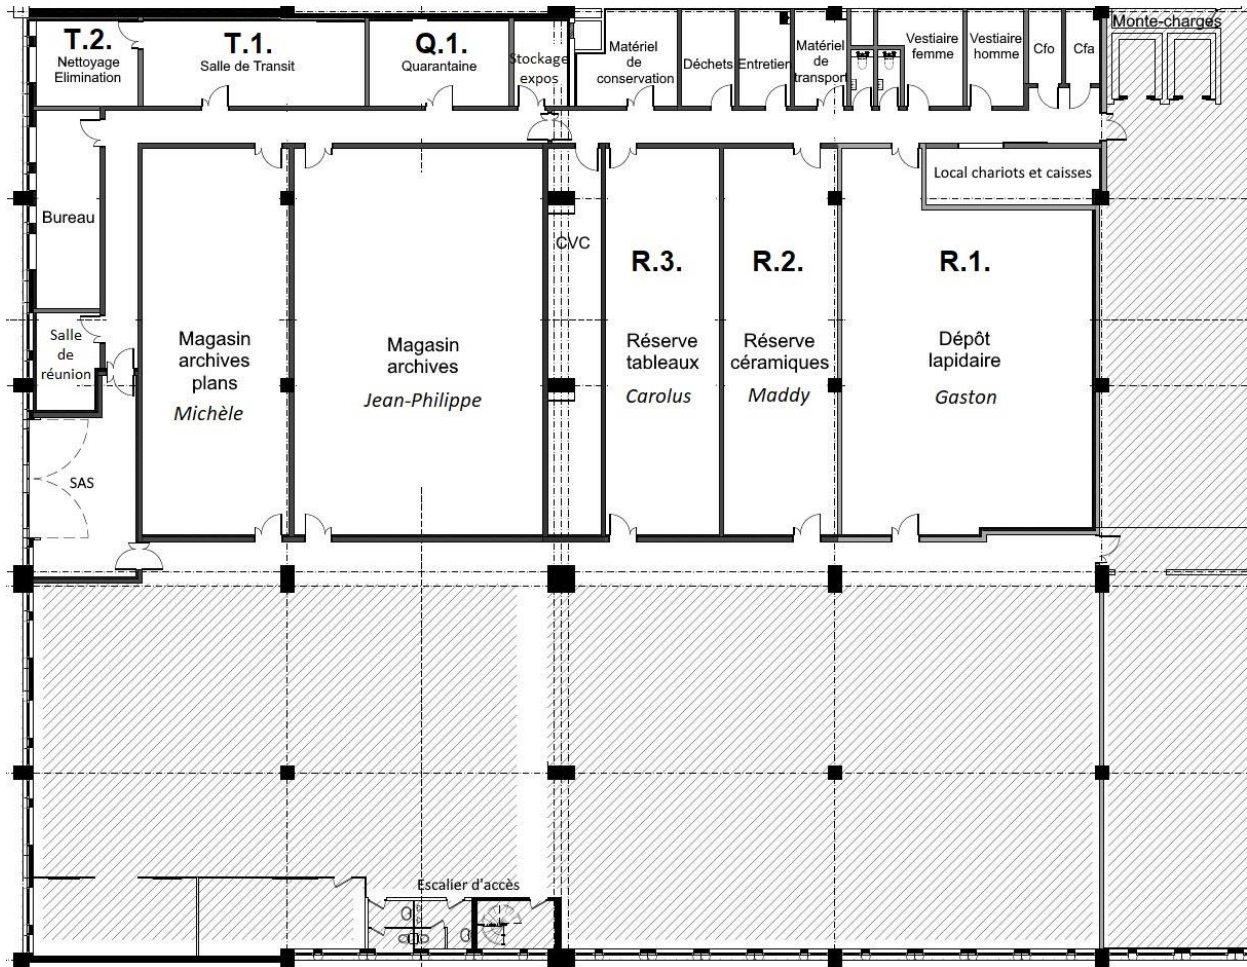 T.2.
Nettoyage
Elimination
T.1.
Salle de Transit
Q.1.
Quarantaine
Stockage
expos
Matériel
de
conservation
Déchets
Entretien
Matériel
de
transport
Vestiaire
femme
Vestiaire
homme
Cfo
Cfa
Monte-charges
Local chariots et caisses
Bureau
CVC
R.3.
R.2.
R.1.
Salle
de
réunion
Magasin
archives
plans
Michèle
Magasin
archives
Jean-Philippe
Réserve
tableaux
Carolus
Réserve
céramiques
Maddy
Dépôt
lapidaire
Gaston
SAS
Escalier d'accès